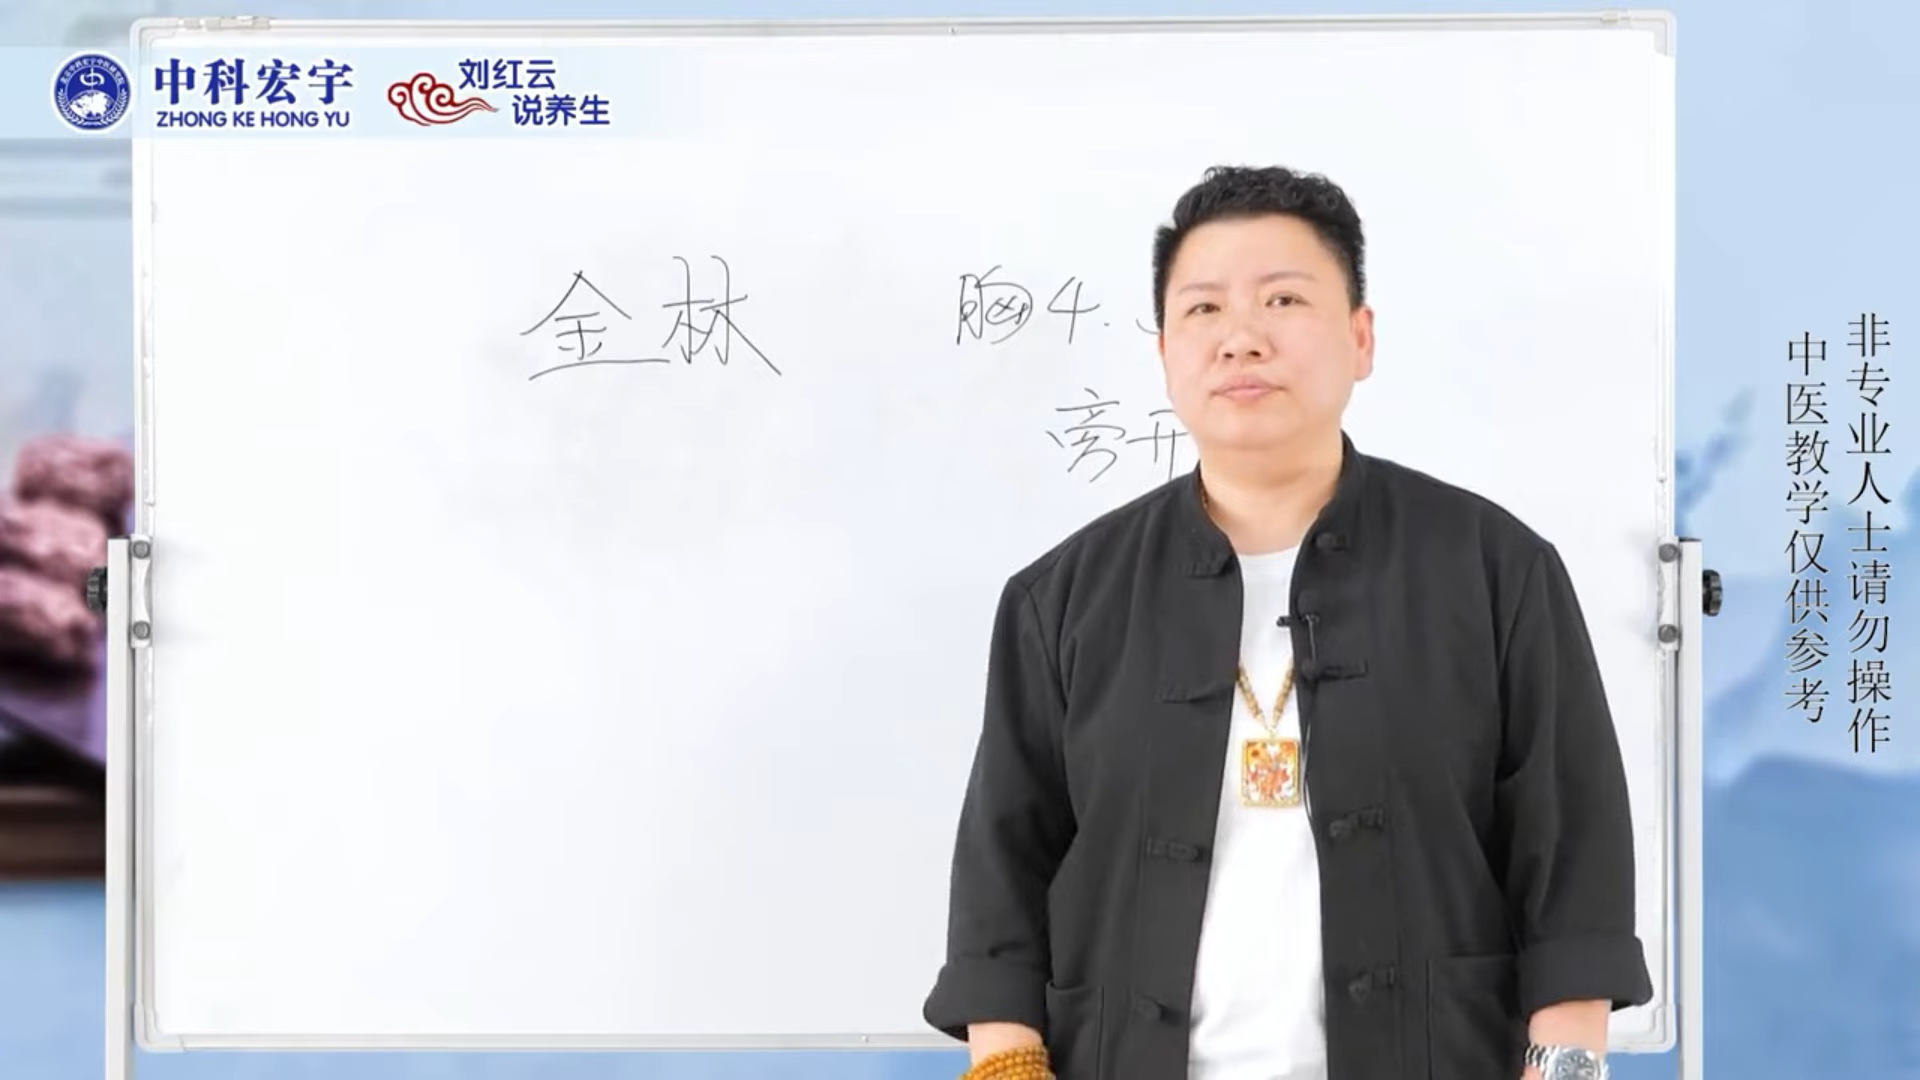 中科宏宇
ZHONG KE HONG YU
刘红云
说养生
金林
胸4.
旁开
非专业人士请勿操作
中医教学仅供参考